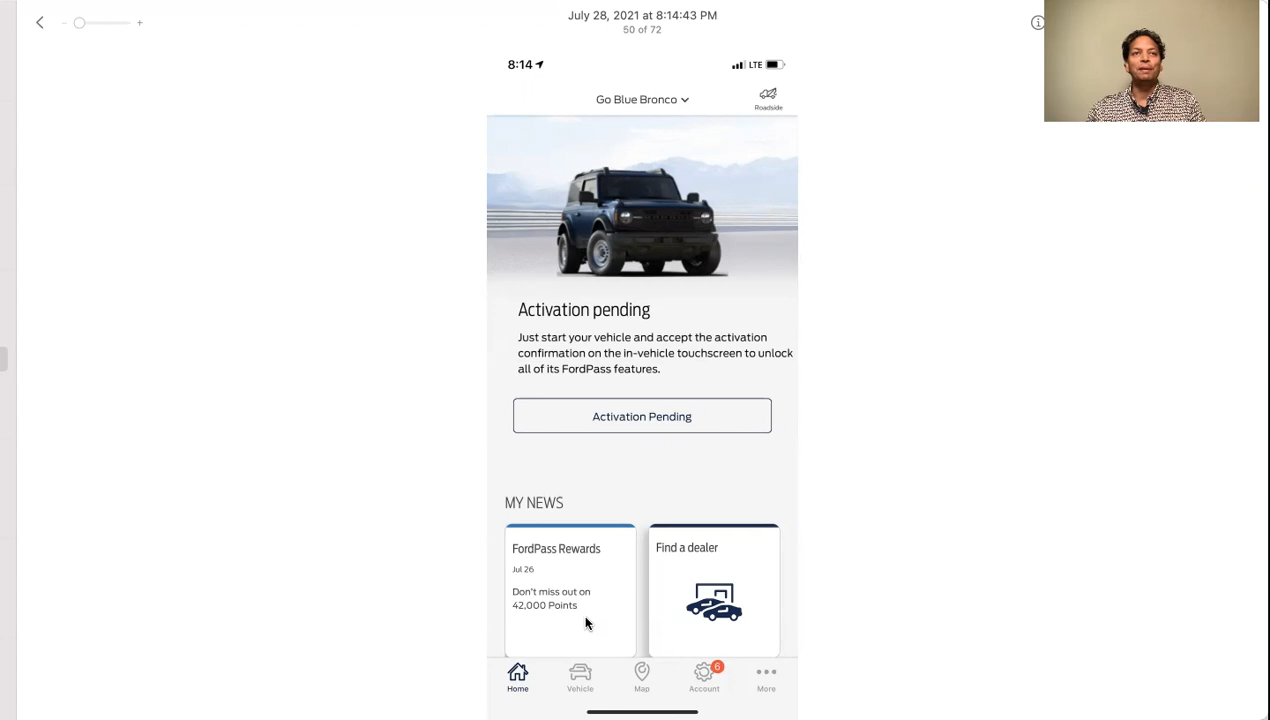 July 28, 2021 at 8:14:43 PM
50 of 72
8:14
LTE
Go Blue Bronco
Roadside
Activation pending
Just start your vehicle and accept the activation
confirmation on the in-vehicle touchscreen to unlock
all of its FordPass features.
Activation Pending
MY NEWS
FordPass Rewards
Jul 26
Don't miss out on
42,000 Points
Find a dealer
6
Home
Vehicle
Map
Account
More